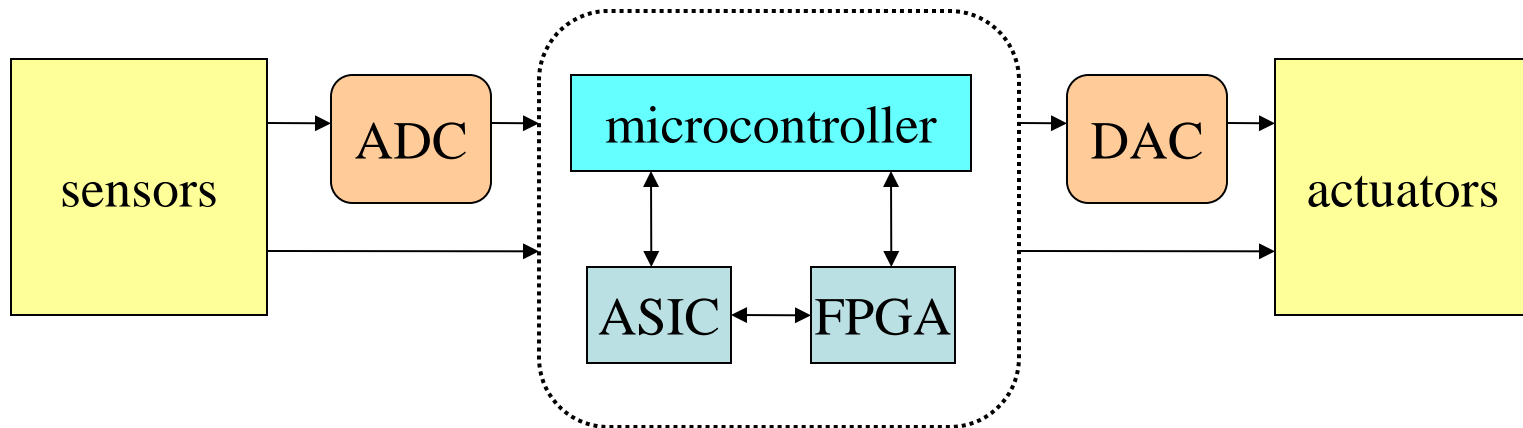 sensors
ADC
microcontroller
ASIC
FPGA
DAC
actuators